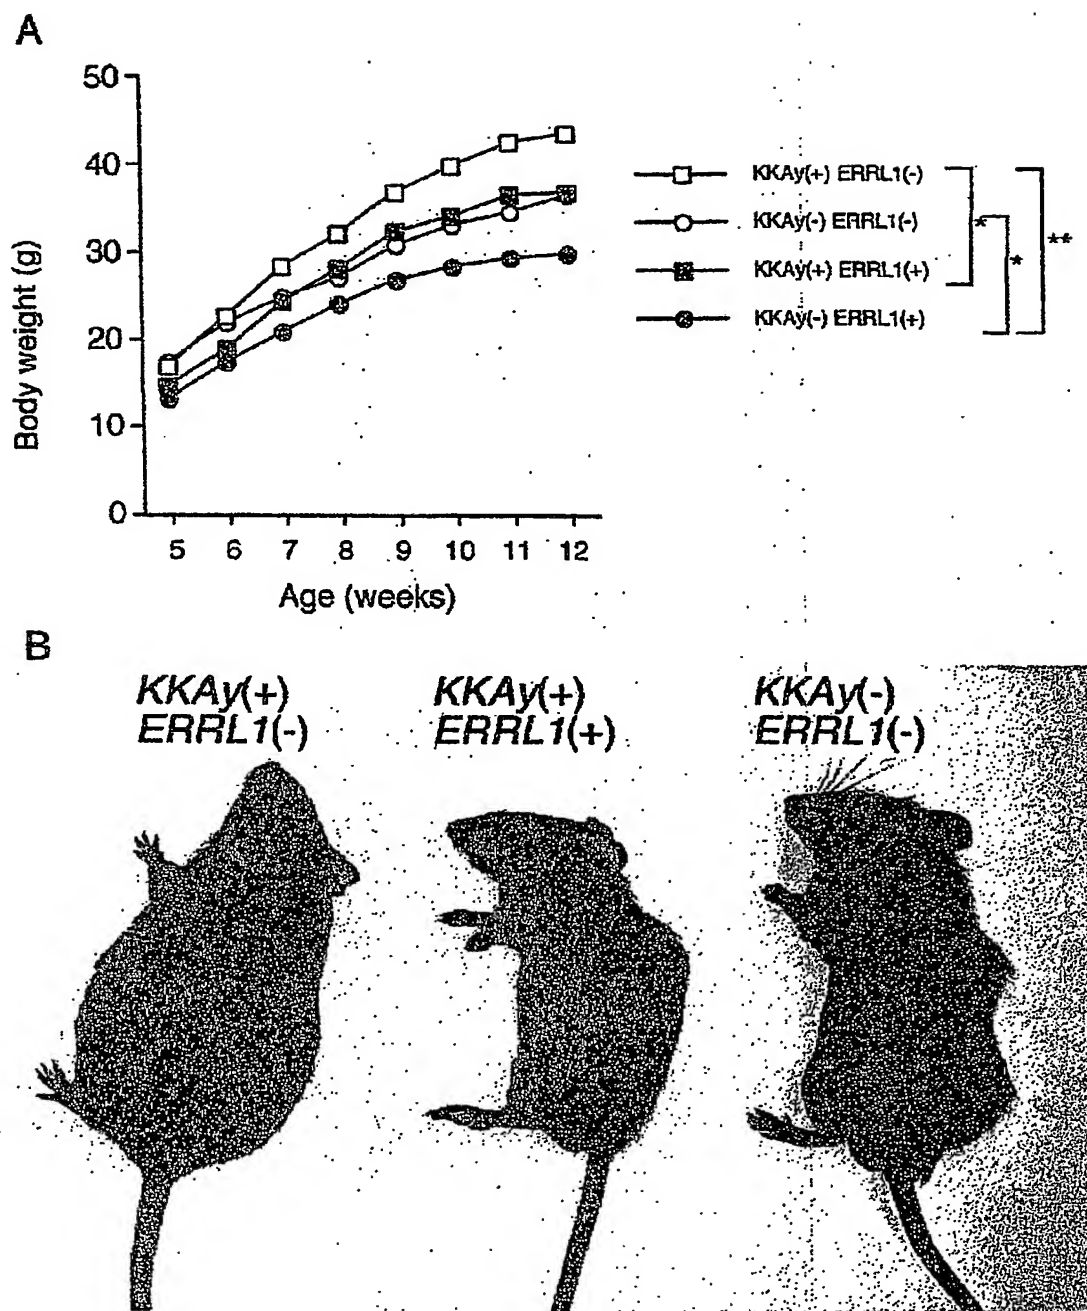 A
50
40
30
20
10
0
Body weight (g)
5 6 7 8 9 10 11 12
Age (weeks)
KKAy(+) ERRL1(-)
KKAy(-) ERRL1(-)
KKAy(+) ERRL1(+)
KKAy(-) ERRL1(+)
*
*
**
B
KKAy(+)
ERRL1(-)
KKAy(+)
ERRL1(+)
KKAy(-)
ERRL1(-)